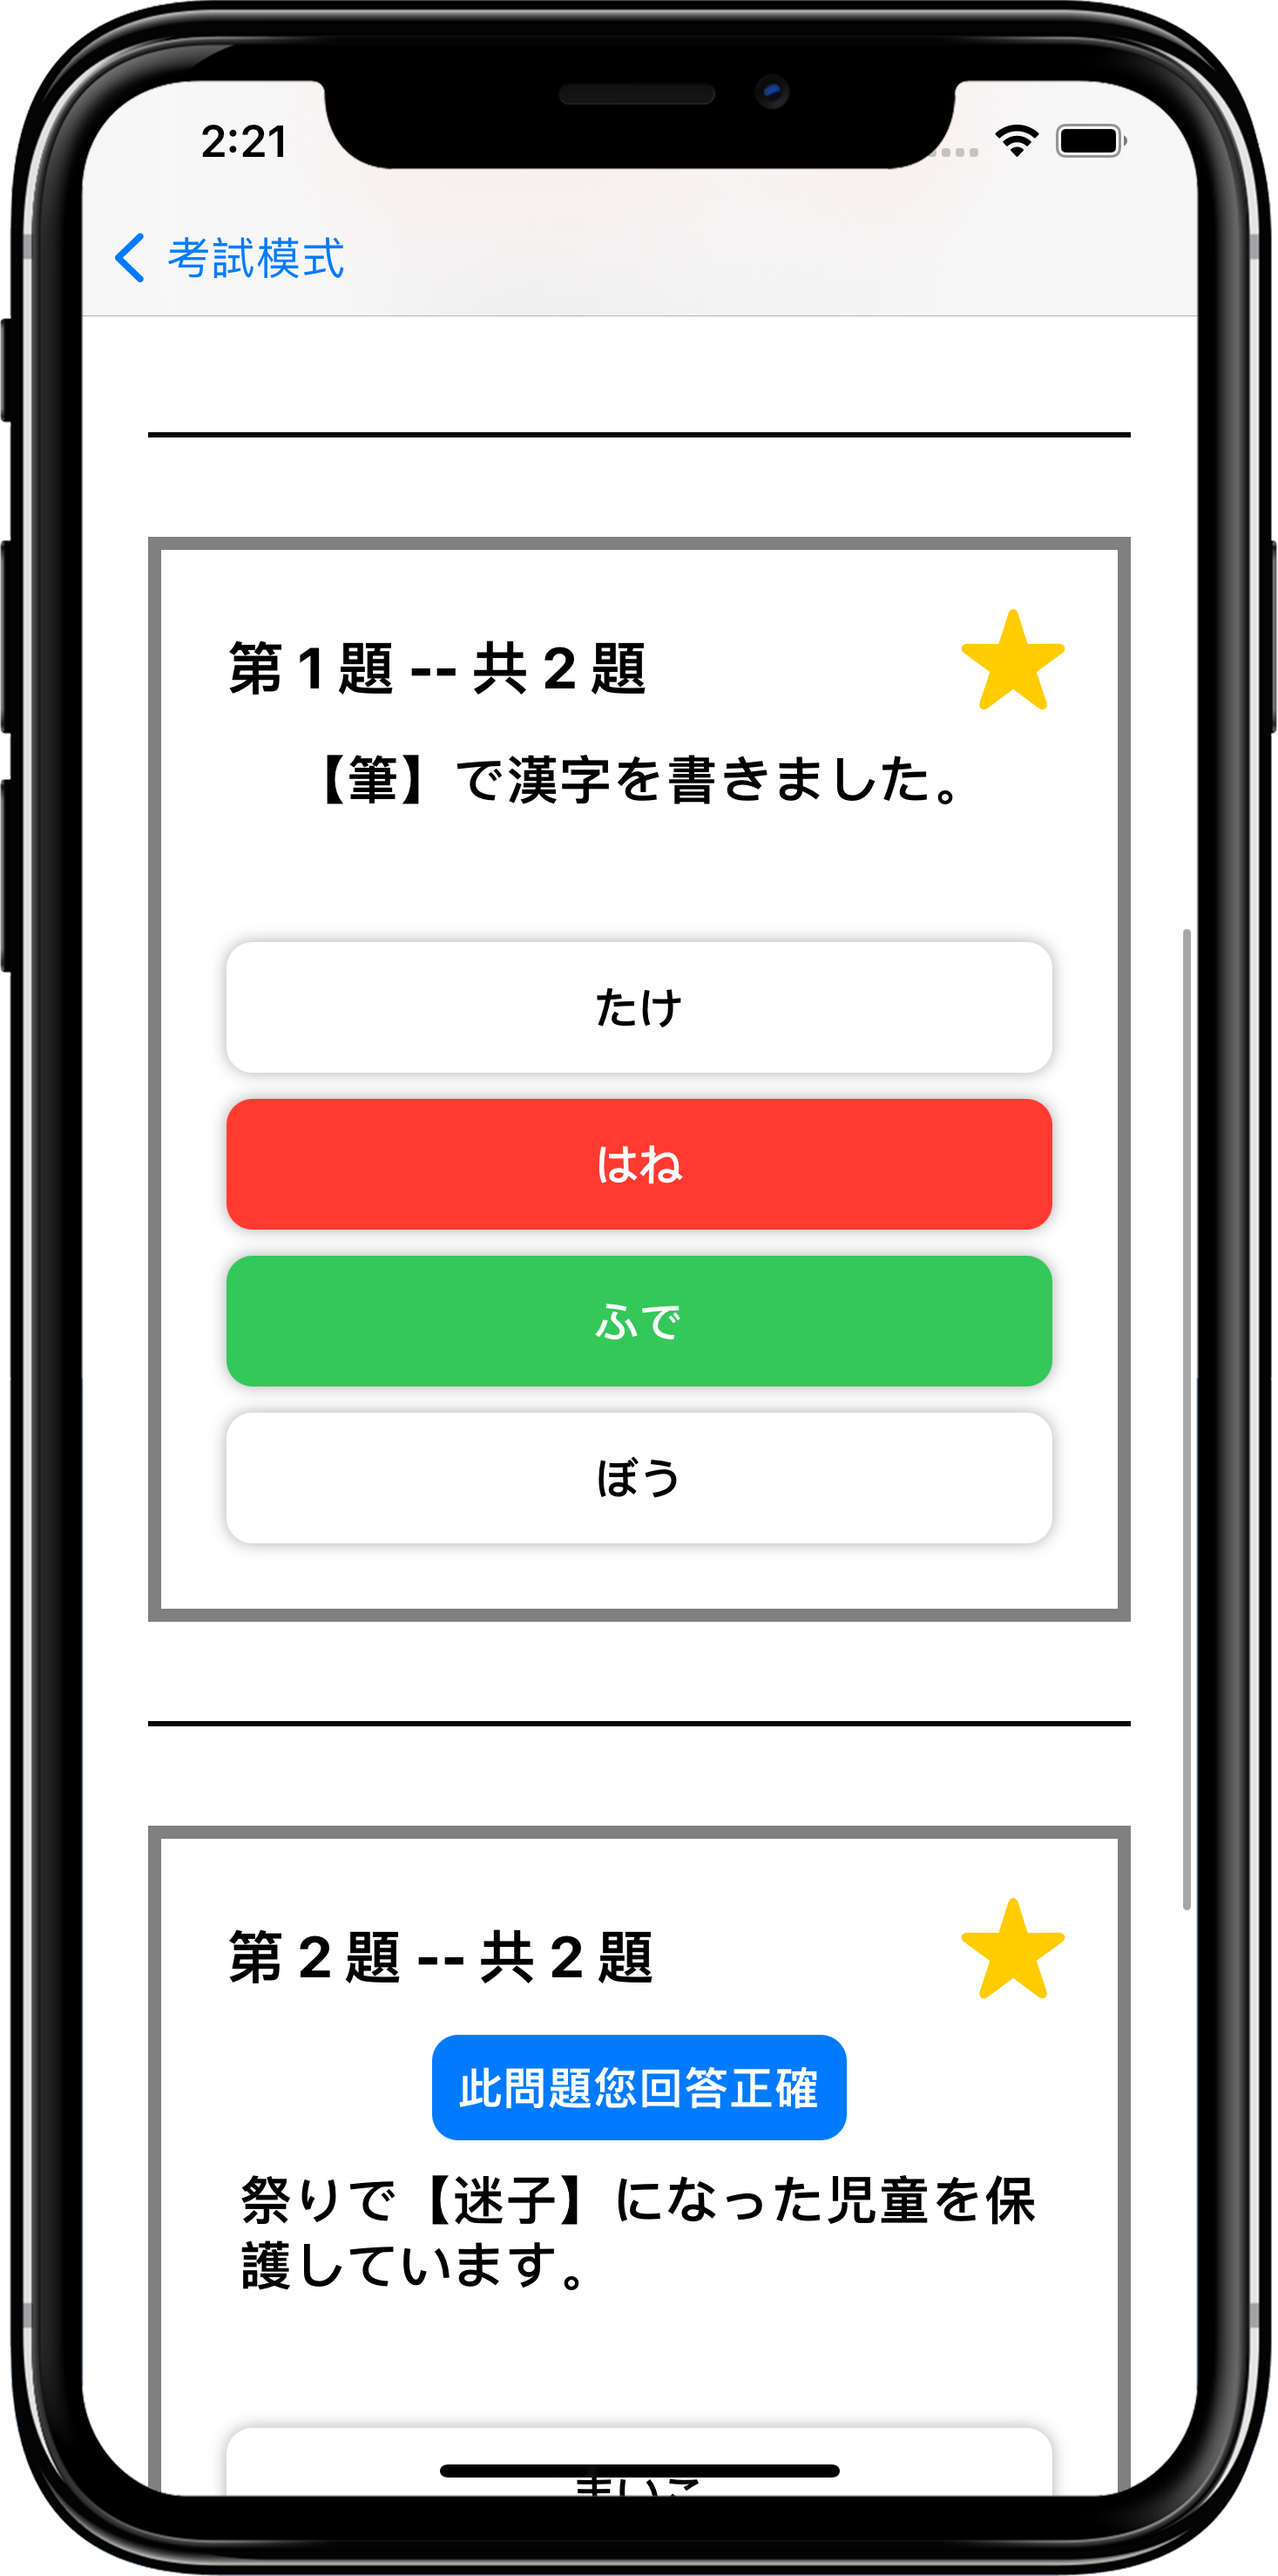 2:21
考試模式
第 1 題 -- 共 2 題
【筆】で漢字を書きました。
たけ
はね
ふで
ぼう
第 2 題 -- 共 2 題
此問題您回答正確
祭りで【迷子】になった児童を保
護しています。